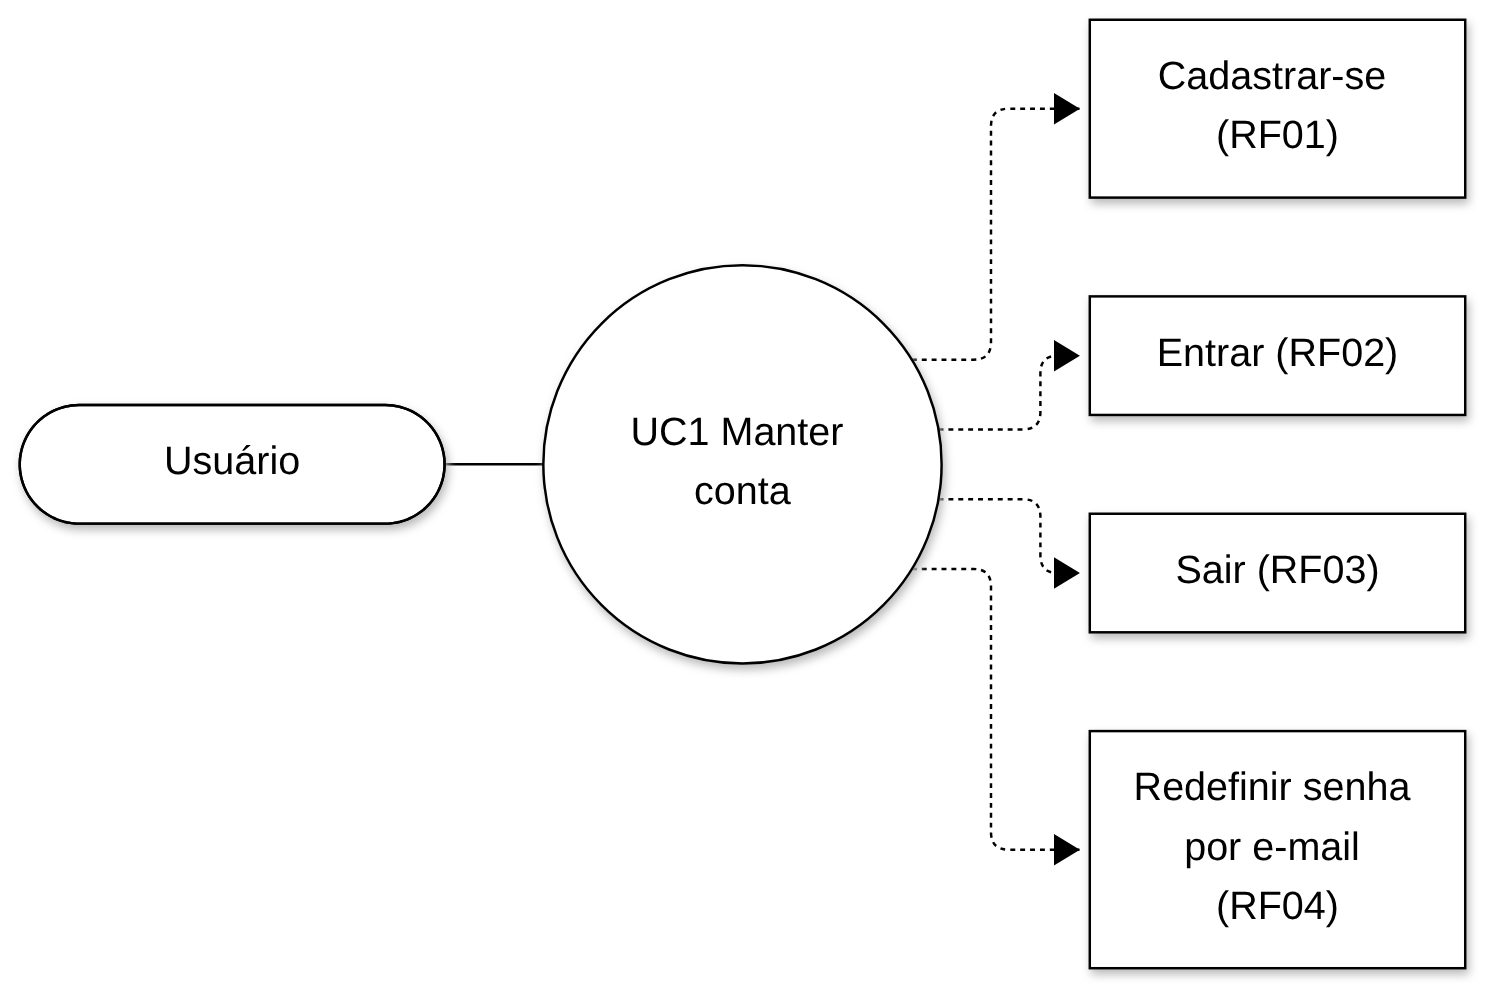 Usuário
UC1 Manter
conta
Cadastrar-se
(RF01)
Entrar (RF02)
Sair (RF03)
Redefinir senha
por e-mail
(RF04)